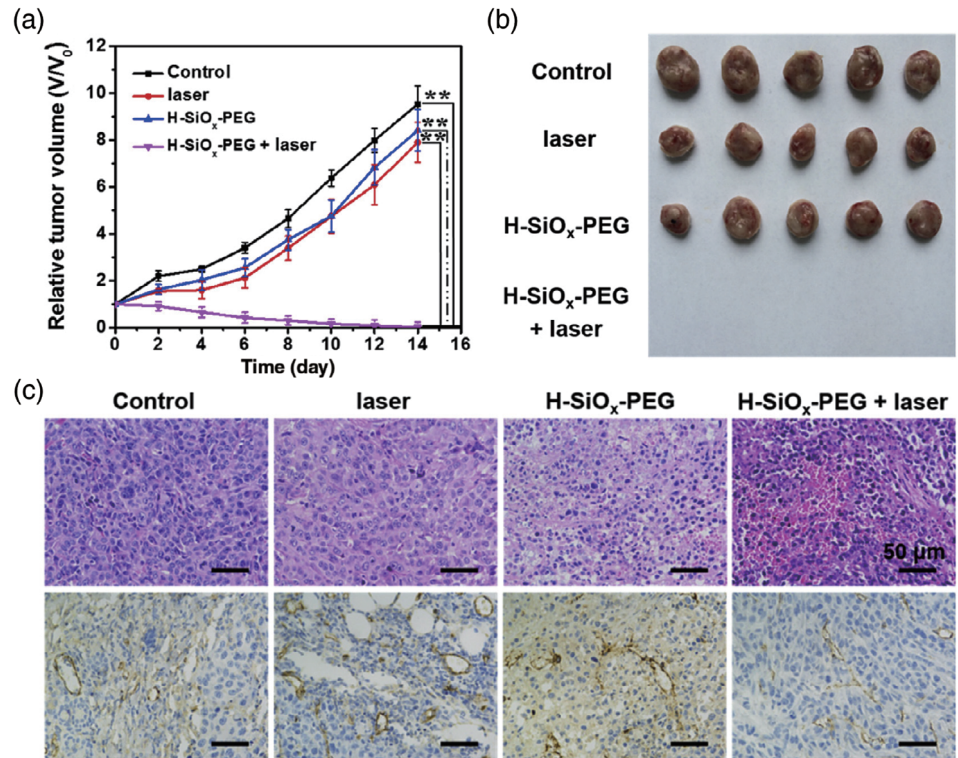 (a)
Relative tumor volume (V/V₀)
12
10
8
6
4
2
0
Control
laser
H-SiOₓ-PEG
H-SiOₓ-PEG + laser
**
**
**
0 2 4 6 8 10 12 14 16
Time (day)
(b)
Control
laser
H-SiOₓ-PEG
H-SiOₓ-PEG
+ laser
(c)
Control laser H-SiOₓ-PEG H-SiOₓ-PEG + laser
50 μm